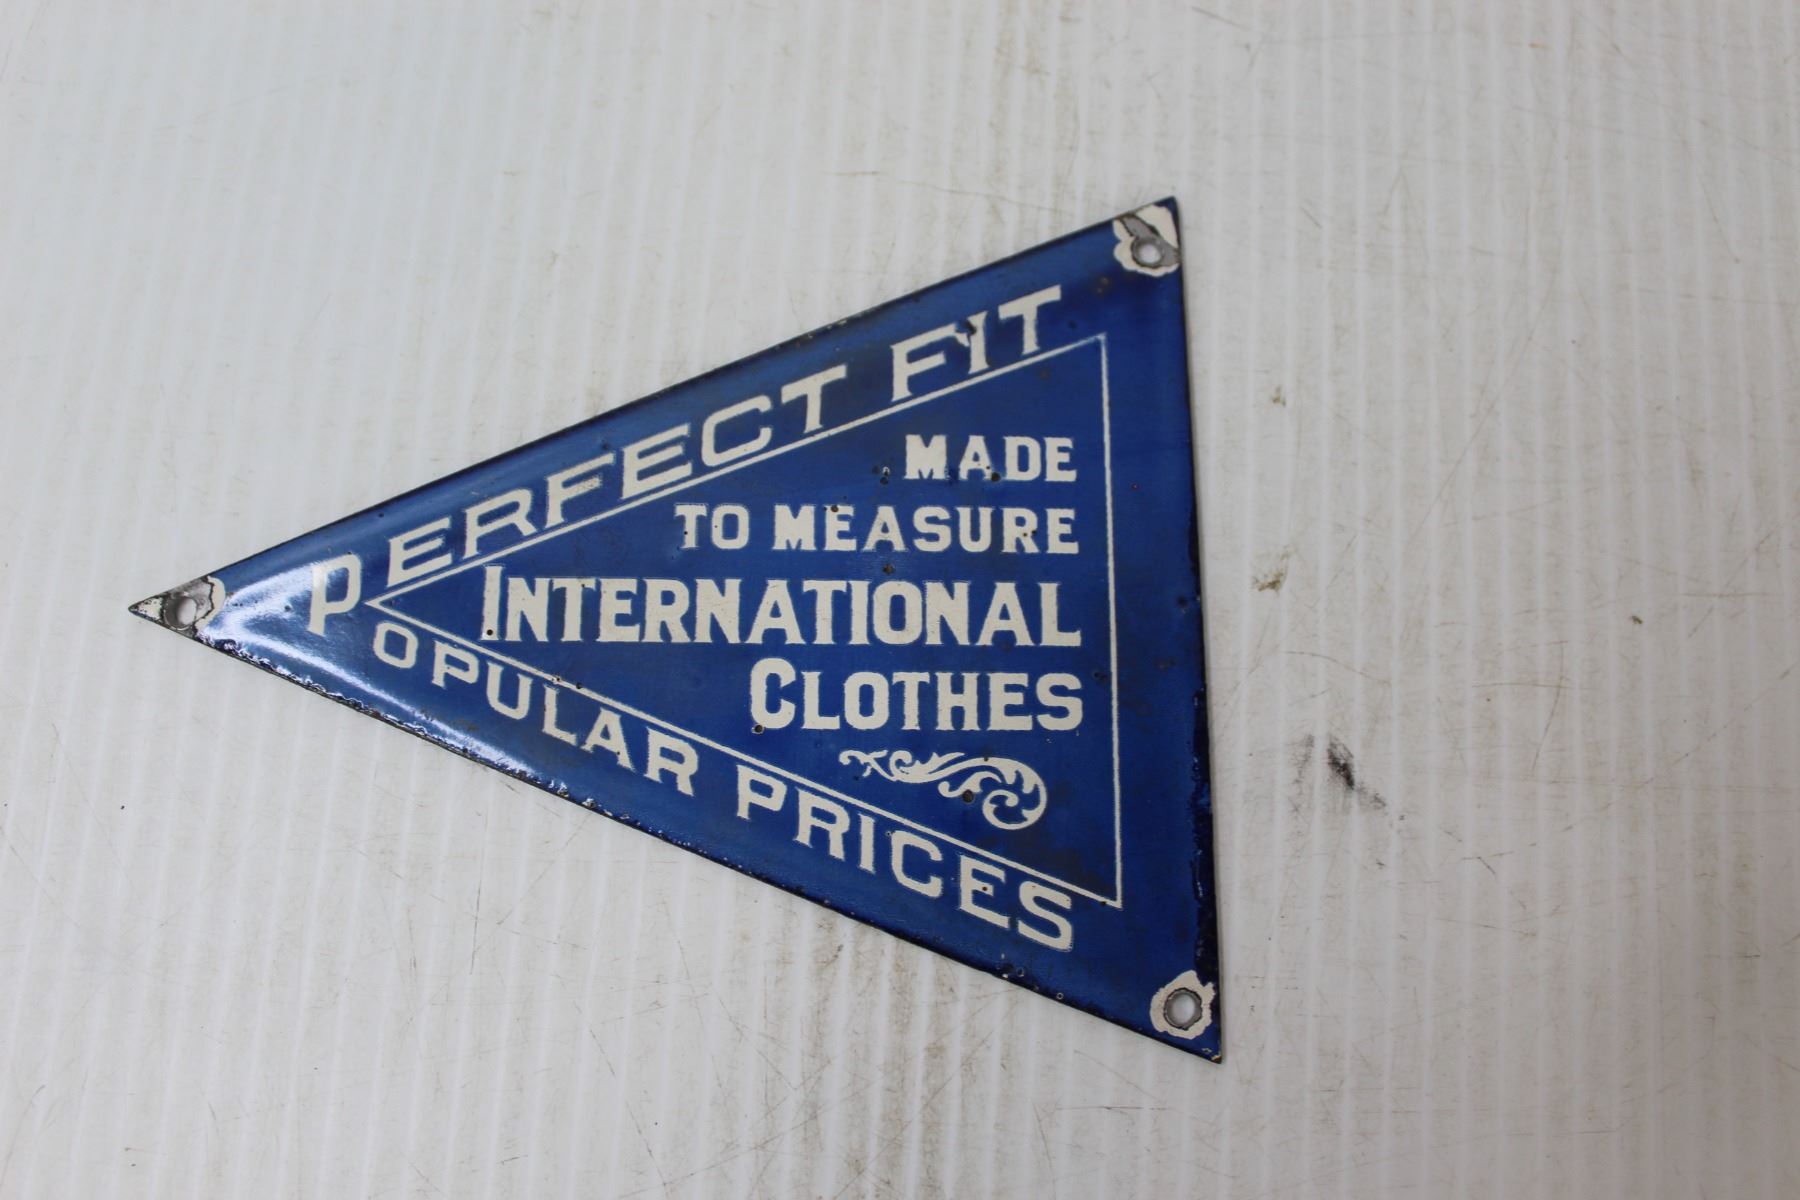 PERFECT FIT
MADE
TO MEASURE
INTERNATIONAL
CLOTHES
POPULAR PRICES